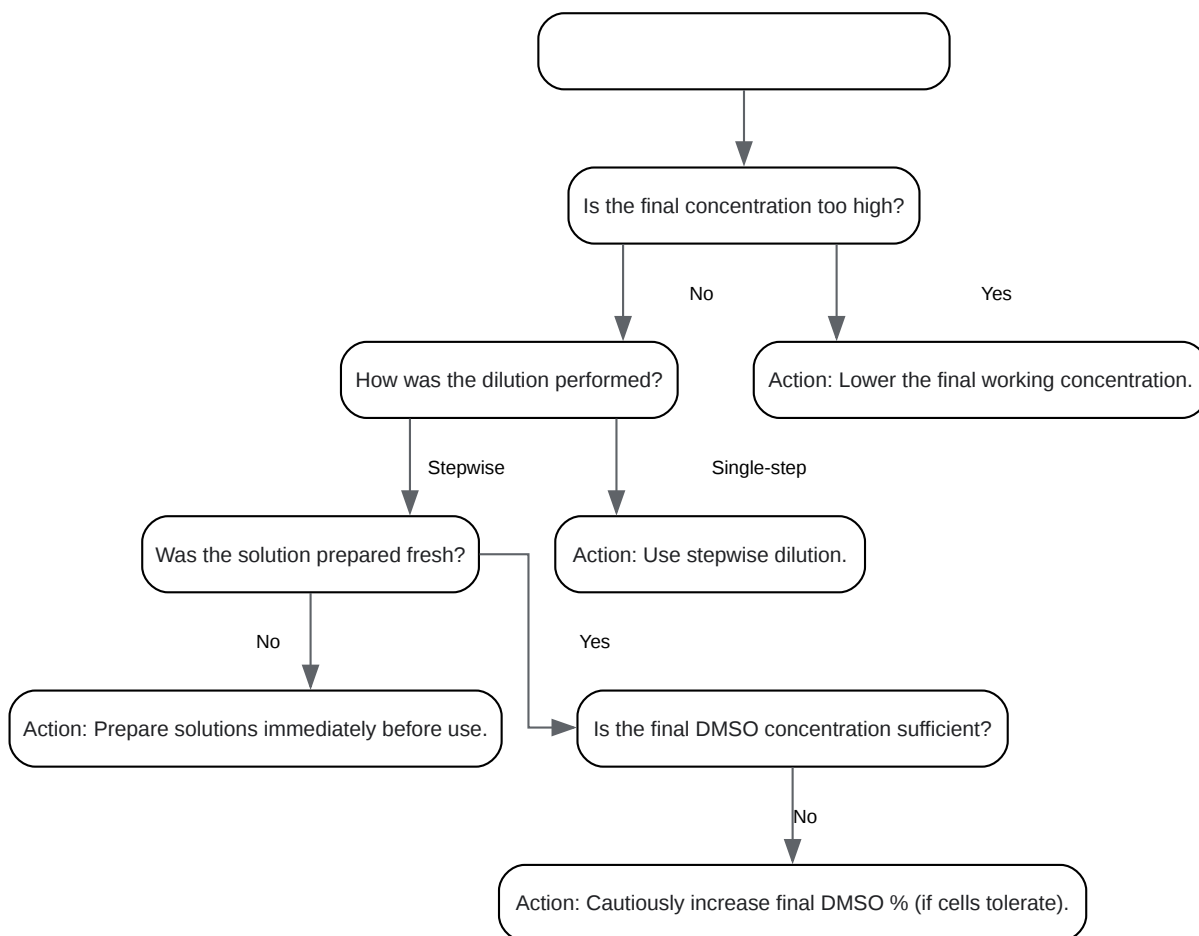 Is the final concentration too high?
No
Yes
How was the dilution performed?
Action: Lower the final working concentration.
Stepwise
Single-step
Was the solution prepared fresh?
Action: Use stepwise dilution.
No
Yes
Action: Prepare solutions immediately before use.
Is the final DMSO concentration sufficient?
No
Action: Cautiously increase final DMSO % (if cells tolerate).